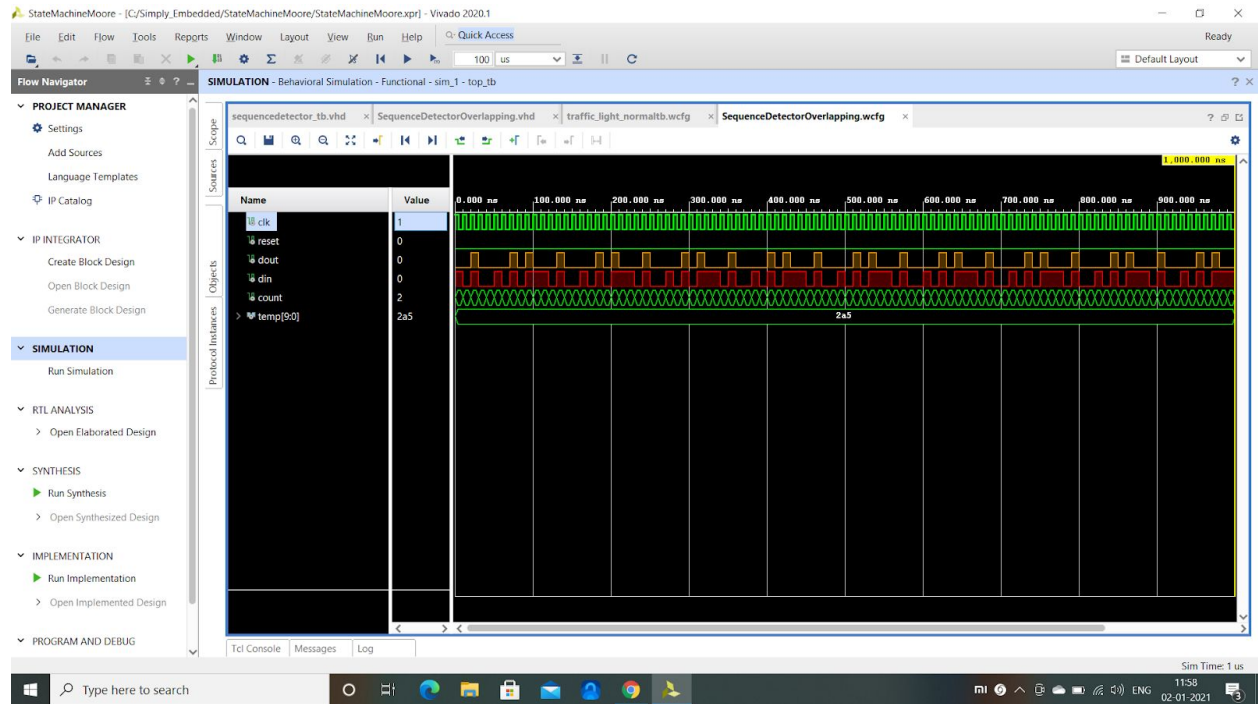 StateMachineMoore - [C:/Simply_Embedded/StateMachineMoore/StateMachineMoore.xpr] - Vivado 2020.1
File Edit Flow Tools Reports Window Layout View Run Help Quick Access Ready
100 us Default Layout
Flow Navigator ? SIMULATION - Behavioral Simulation - Functional - sim_1 - top_tb ?
PROJECT MANAGER
Settings
Add Sources
Language Templates
IP Catalog
IP INTEGRATOR
Create Block Design
Open Block Design
Generate Block Design
SIMULATION
Run Simulation
RTL ANALYSIS
Open Elaborated Design
SYNTHESIS
Run Synthesis
Open Synthesized Design
IMPLEMENTATION
Run Implementation
Open Implemented Design
PROGRAM AND DEBUG
Scope
Sources
Objects
Protocol Instances
sequencedetector_tb.vhd SequenceDetectorOverlapping.vhd traffic_light_normaltb.wcfg SequenceDetectorOverlapping.wcfg ?
1,000.000 ns
Name Value 0.000 ns 100.000 ns 200.000 ns 300.000 ns 400.000 ns 500.000 ns 600.000 ns 700.000 ns 800.000 ns 900.000 ns
clk 1
reset 0
dout 0
din 0
count 2
temp[9:0] 2a5 2a5
Tcl Console Messages Log
Sim Time: 1 us
Type here to search
ENG
11:58
02-01-2021
3